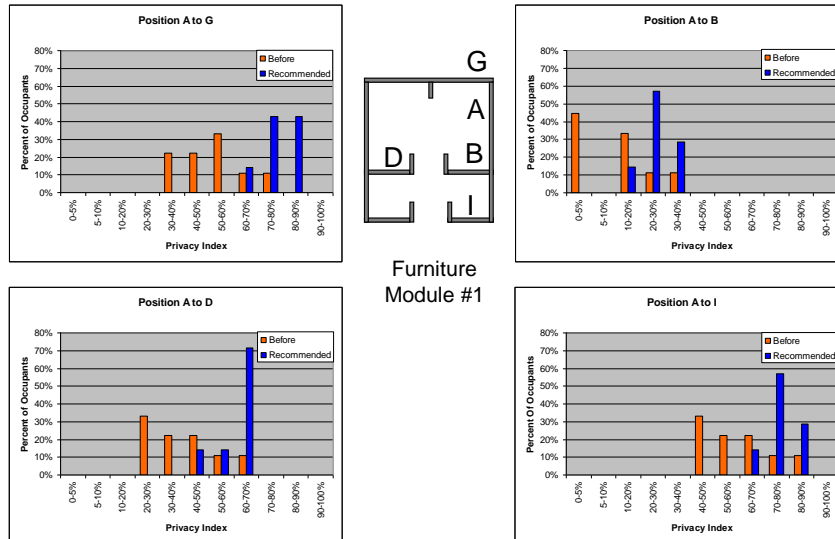 Position A to G
80%
70%
60%
50%
40%
30%
20%
10%
0%
Percent of Occupants
Before
Recommended
0-5%
5-10%
10-20%
20-30%
30-40%
40-50%
50-60%
60-70%
70-80%
80-90%
90-100%
Privacy Index
G
A
D
B
I
Furniture
Module #1
Position A to B
80%
70%
60%
50%
40%
30%
20%
10%
0%
Percent of Occupants
Before
Recommended
0-5%
5-10%
10-20%
20-30%
30-40%
40-50%
50-60%
60-70%
70-80%
80-90%
90-100%
Privacy Index
Position A to D
80%
70%
60%
50%
40%
30%
20%
10%
0%
Percent of Occupants
Before
Recommended
0-5%
5-10%
10-20%
20-30%
30-40%
40-50%
50-60%
60-70%
70-80%
80-90%
90-100%
Privacy Index
Position A to I
80%
70%
60%
50%
40%
30%
20%
10%
0%
Percent Of Occupants
Before
Recommended
0-5%
5-10%
10-20%
20-30%
30-40%
40-50%
50-60%
60-70%
70-80%
80-90%
90-100%
Privacy Index